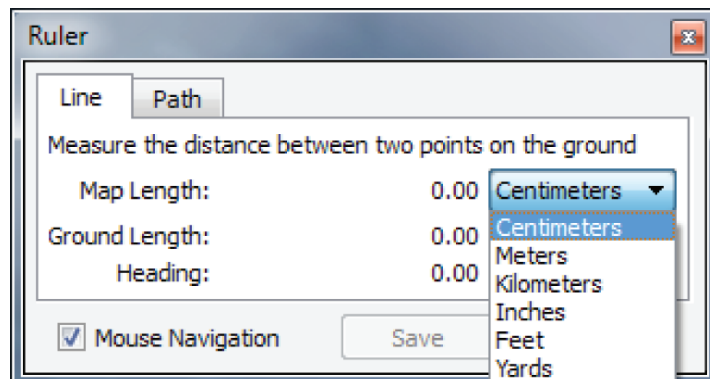 Ruler
Line Path
Measure the distance between two points on the ground
Map Length: 0.00 Centimeters
Ground Length: 0.00 Centimeters
Meters
Heading: 0.00 Kilometers
Inches
Mouse Navigation Save Feet
Yards